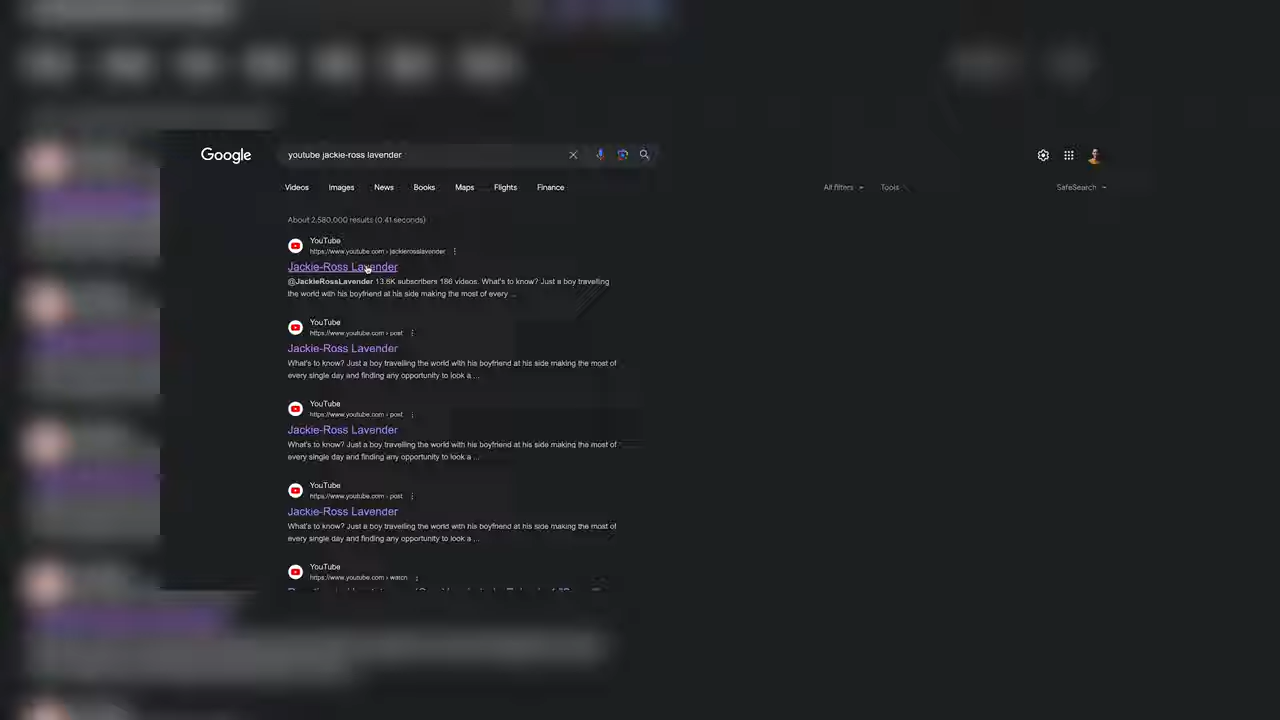 Google youtube jackie-ross lavender
Videos Images News Books Maps Flights Finance All filters Tools SafeSearch
About 2,580,000 results (0.41 seconds)
YouTube
https://www.youtube.com › jackierosslavender
Jackie-Ross Lavender
@JackieRossLavender 13.6K subscribers 186 videos. What's to know? Just a boy travelling
the world with his boyfriend at his side making the most of every ...
YouTube
https://www.youtube.com › post
Jackie-Ross Lavender
What's to know? Just a boy travelling the world with his boyfriend at his side making the most of
every single day and finding any opportunity to look a ...
YouTube
https://www.youtube.com › post
Jackie-Ross Lavender
What's to know? Just a boy travelling the world with his boyfriend at his side making the most of
every single day and finding any opportunity to look a ...
YouTube
https://www.youtube.com › post
Jackie-Ross Lavender
What's to know? Just a boy travelling the world with his boyfriend at his side making the most of
every single day and finding any opportunity to look a ...
YouTube
https://www.youtube.com › watch